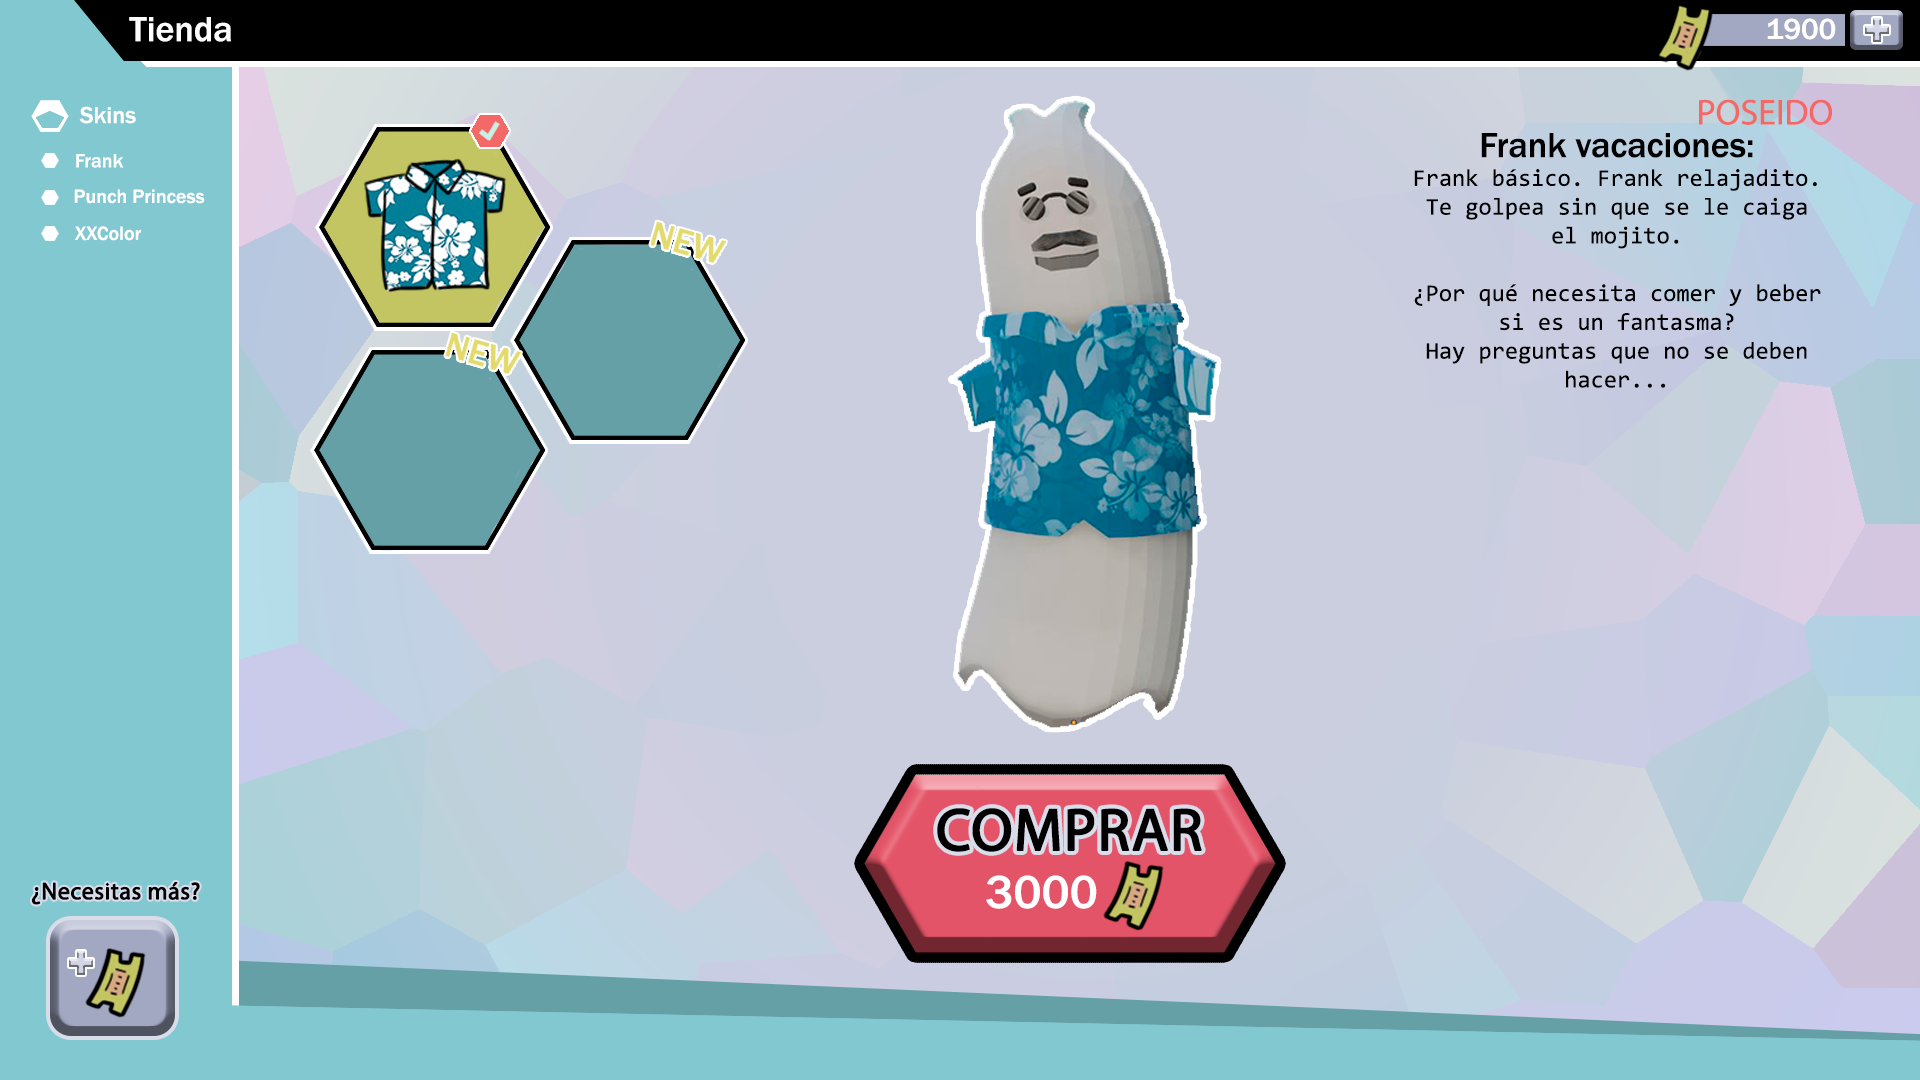 Tienda
1900
Skins
Frank
Punch Princess
XXColor
NEW
NEW
POSEIDO
Frank vacaciones:
Frank básico. Frank relajadito.
Te golpea sin que se le caiga
el mojito.
¿Por qué necesita comer y beber
si es un fantasma?
Hay preguntas que no se deben
hacer...
COMPRAR
3000
¿Necesitas más?